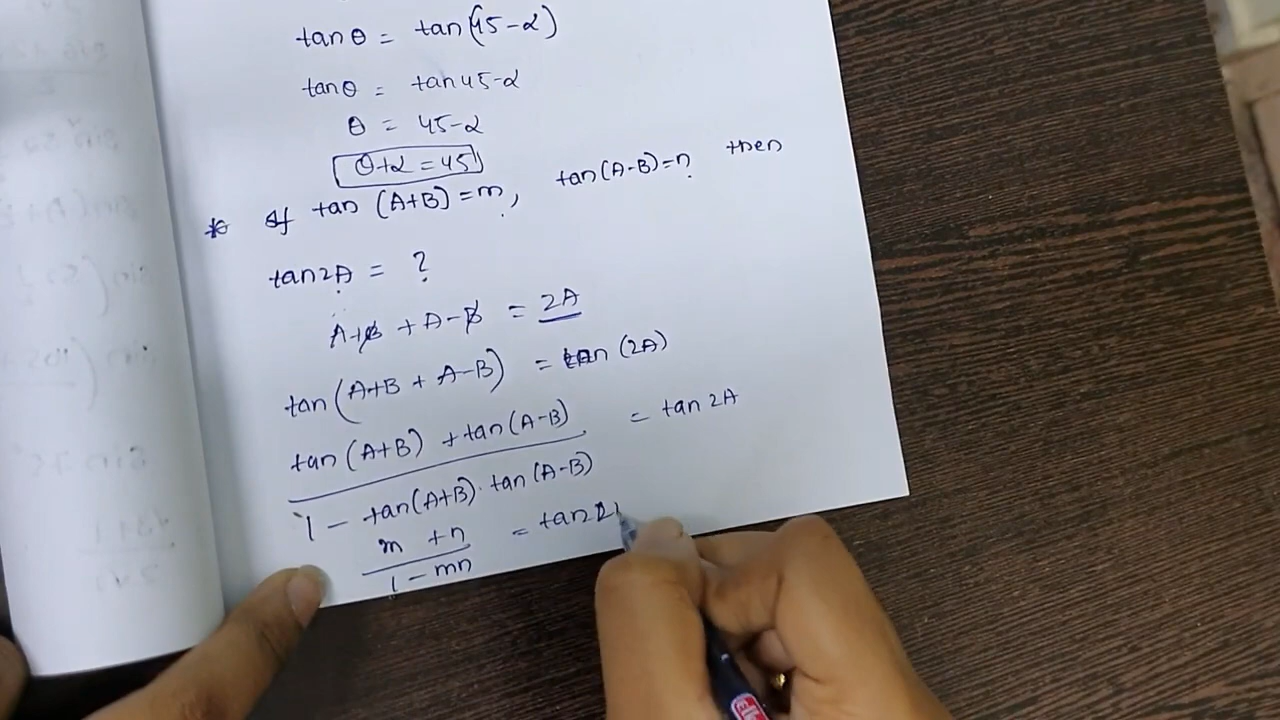 tanθ = tan(45-α)
tanθ = tan45-α
θ = 45-α
θ+α = 45
* If tan (A+B) = m, tan(A-B)=n then
tan2A = ?
A+B + A-B = 2A
tan(A+B + A-B) = tan (2A)
tan (A+B) + tan(A-B) = tan 2A
1 - tan(A+B). tan(A-B)
m + n = tan2
1 - mn